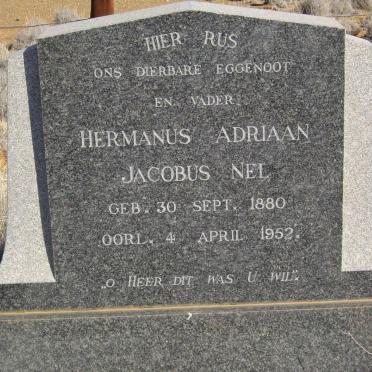 HIER RUS
ONS DIERBARE EGGENOOT
EN VADER
HERMANUS ADRIAAN
JACOBUS NEL
GEB. 30 SEPT. 1880
OORL. 4 APRIL 1952.
„O HEER DIT WAS U WIL".